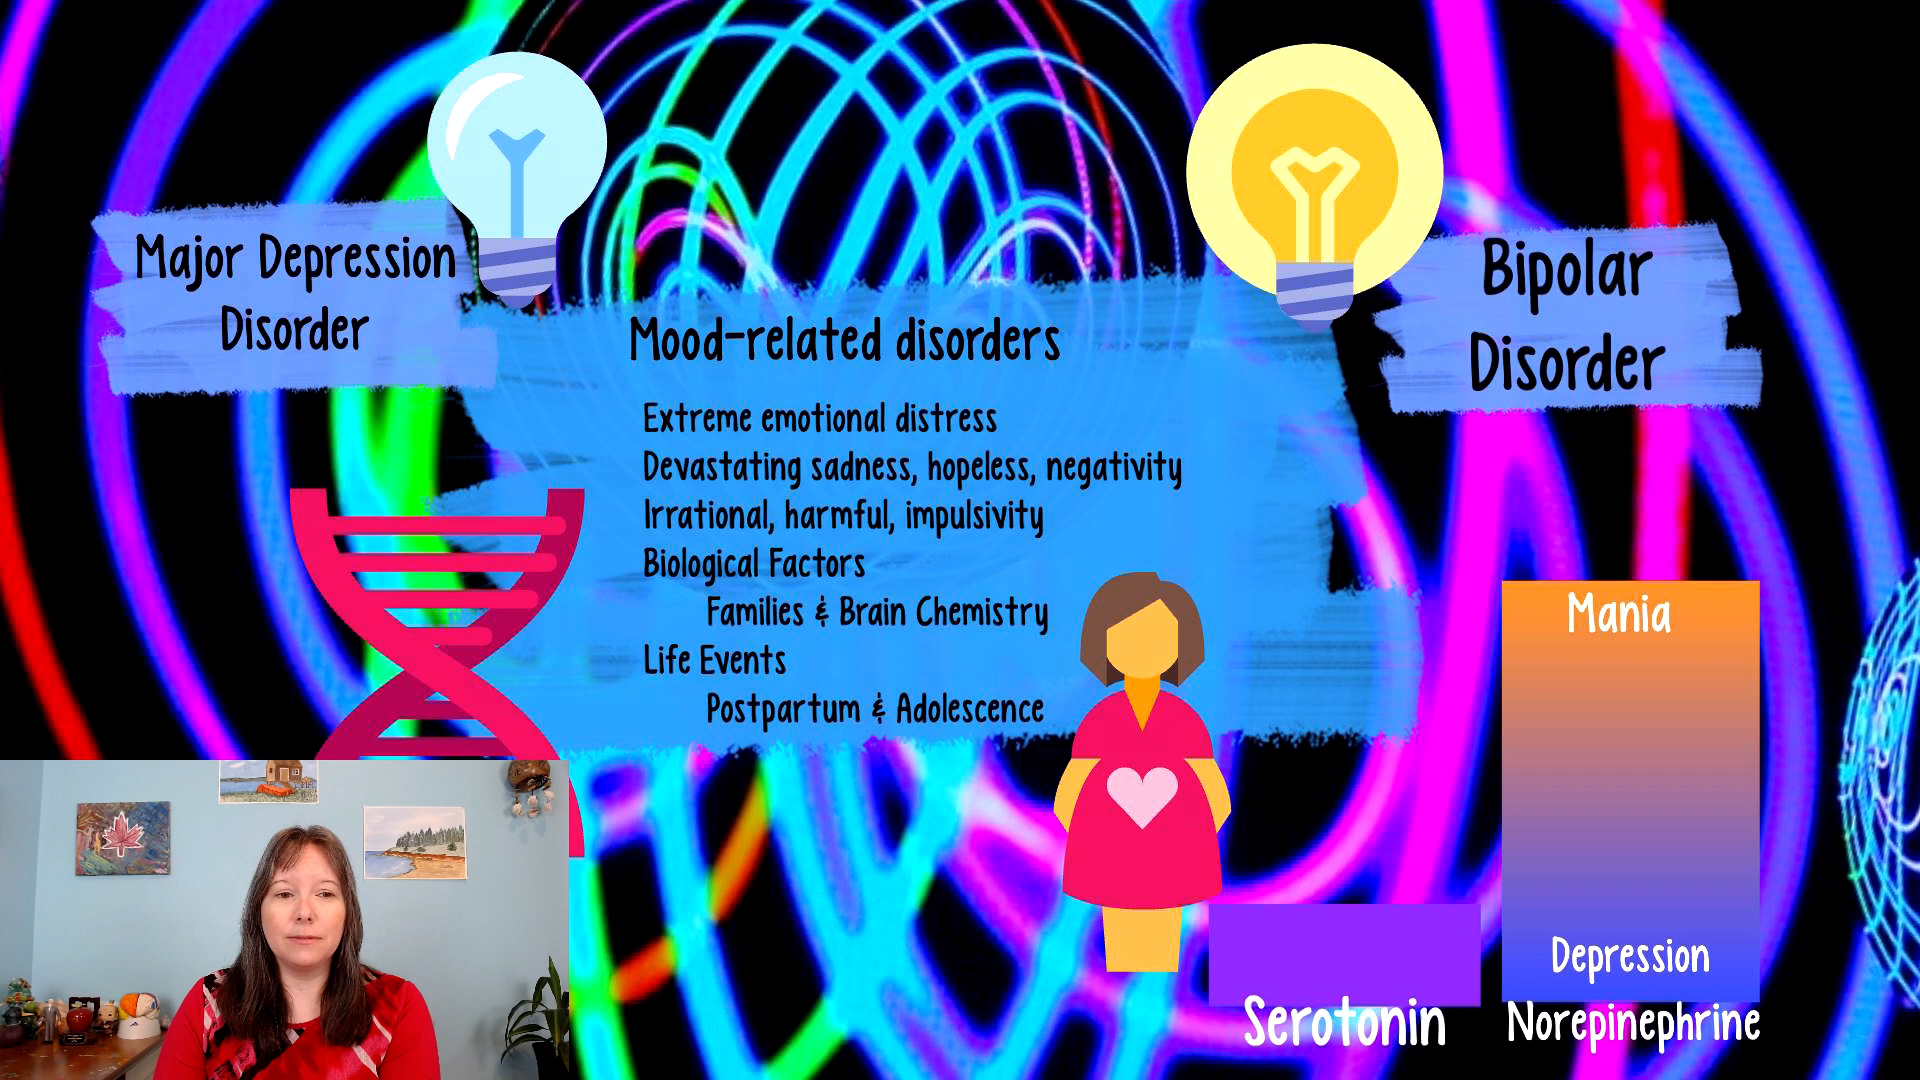 Major Depression
Disorder
Bipolar
Disorder
Mood-related disorders
Extreme emotional distress
Devastating sadness, hopeless, negativity
Irrational, harmful, impulsivity
Biological Factors
Families & Brain Chemistry
Life Events
Postpartum & Adolescence
Mania
Depression
Serotonin
Norepinephrine